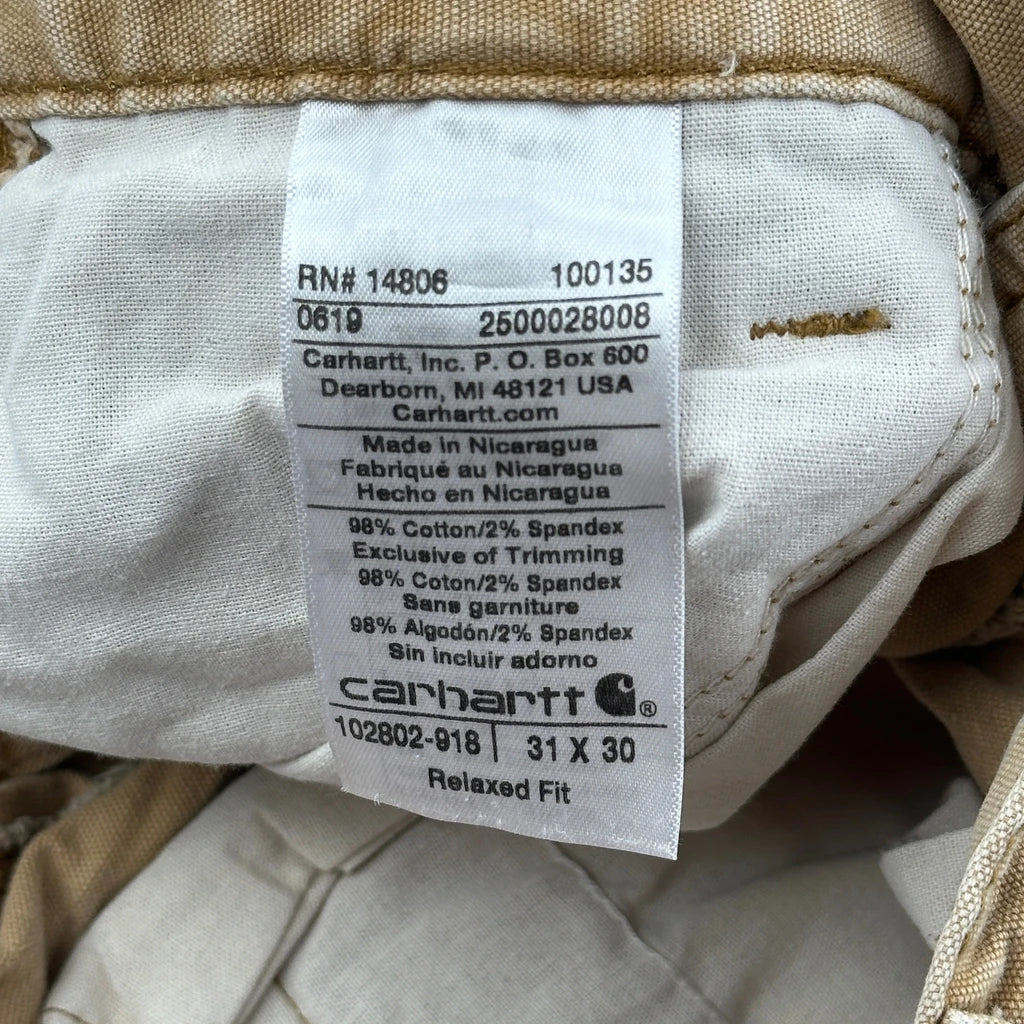 RN# 14806 100135
0619 2500028008
Carhartt, Inc. P. O. Box 600
Dearborn, MI 48121 USA
Carhartt.com
Made in Nicaragua
Fabriqué au Nicaragua
Hecho en Nicaragua
98% Cotton/2% Spandex
Exclusive of Trimming
98% Coton/2% Spandex
Sans garniture
98% Algodón/2% Spandex
Sin incluir adorno
carhartt ®
102802-918 | 31 X 30
Relaxed Fit